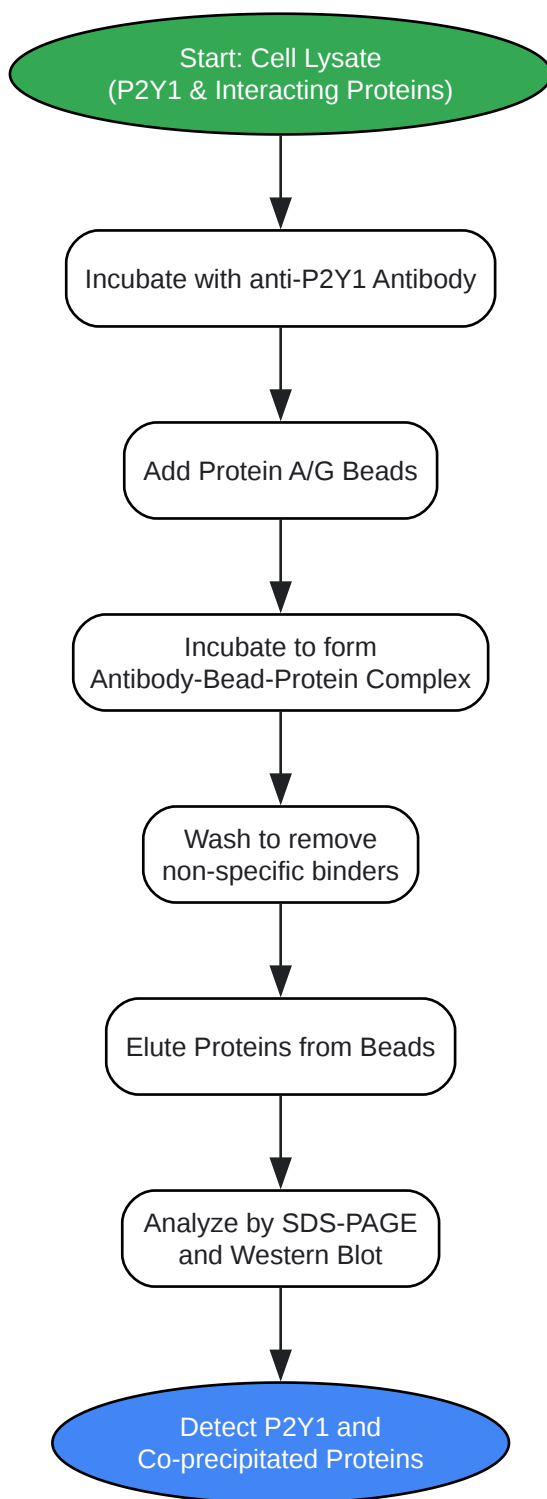 Start: Cell Lysate
(P2Y1 & Interacting Proteins)
Incubate with anti-P2Y1 Antibody
Add Protein A/G Beads
Incubate to form
Antibody-Bead-Protein Complex
Wash to remove
non-specific binders
Elute Proteins from Beads
Analyze by SDS-PAGE
and Western Blot
Detect P2Y1 and
Co-precipitated Proteins